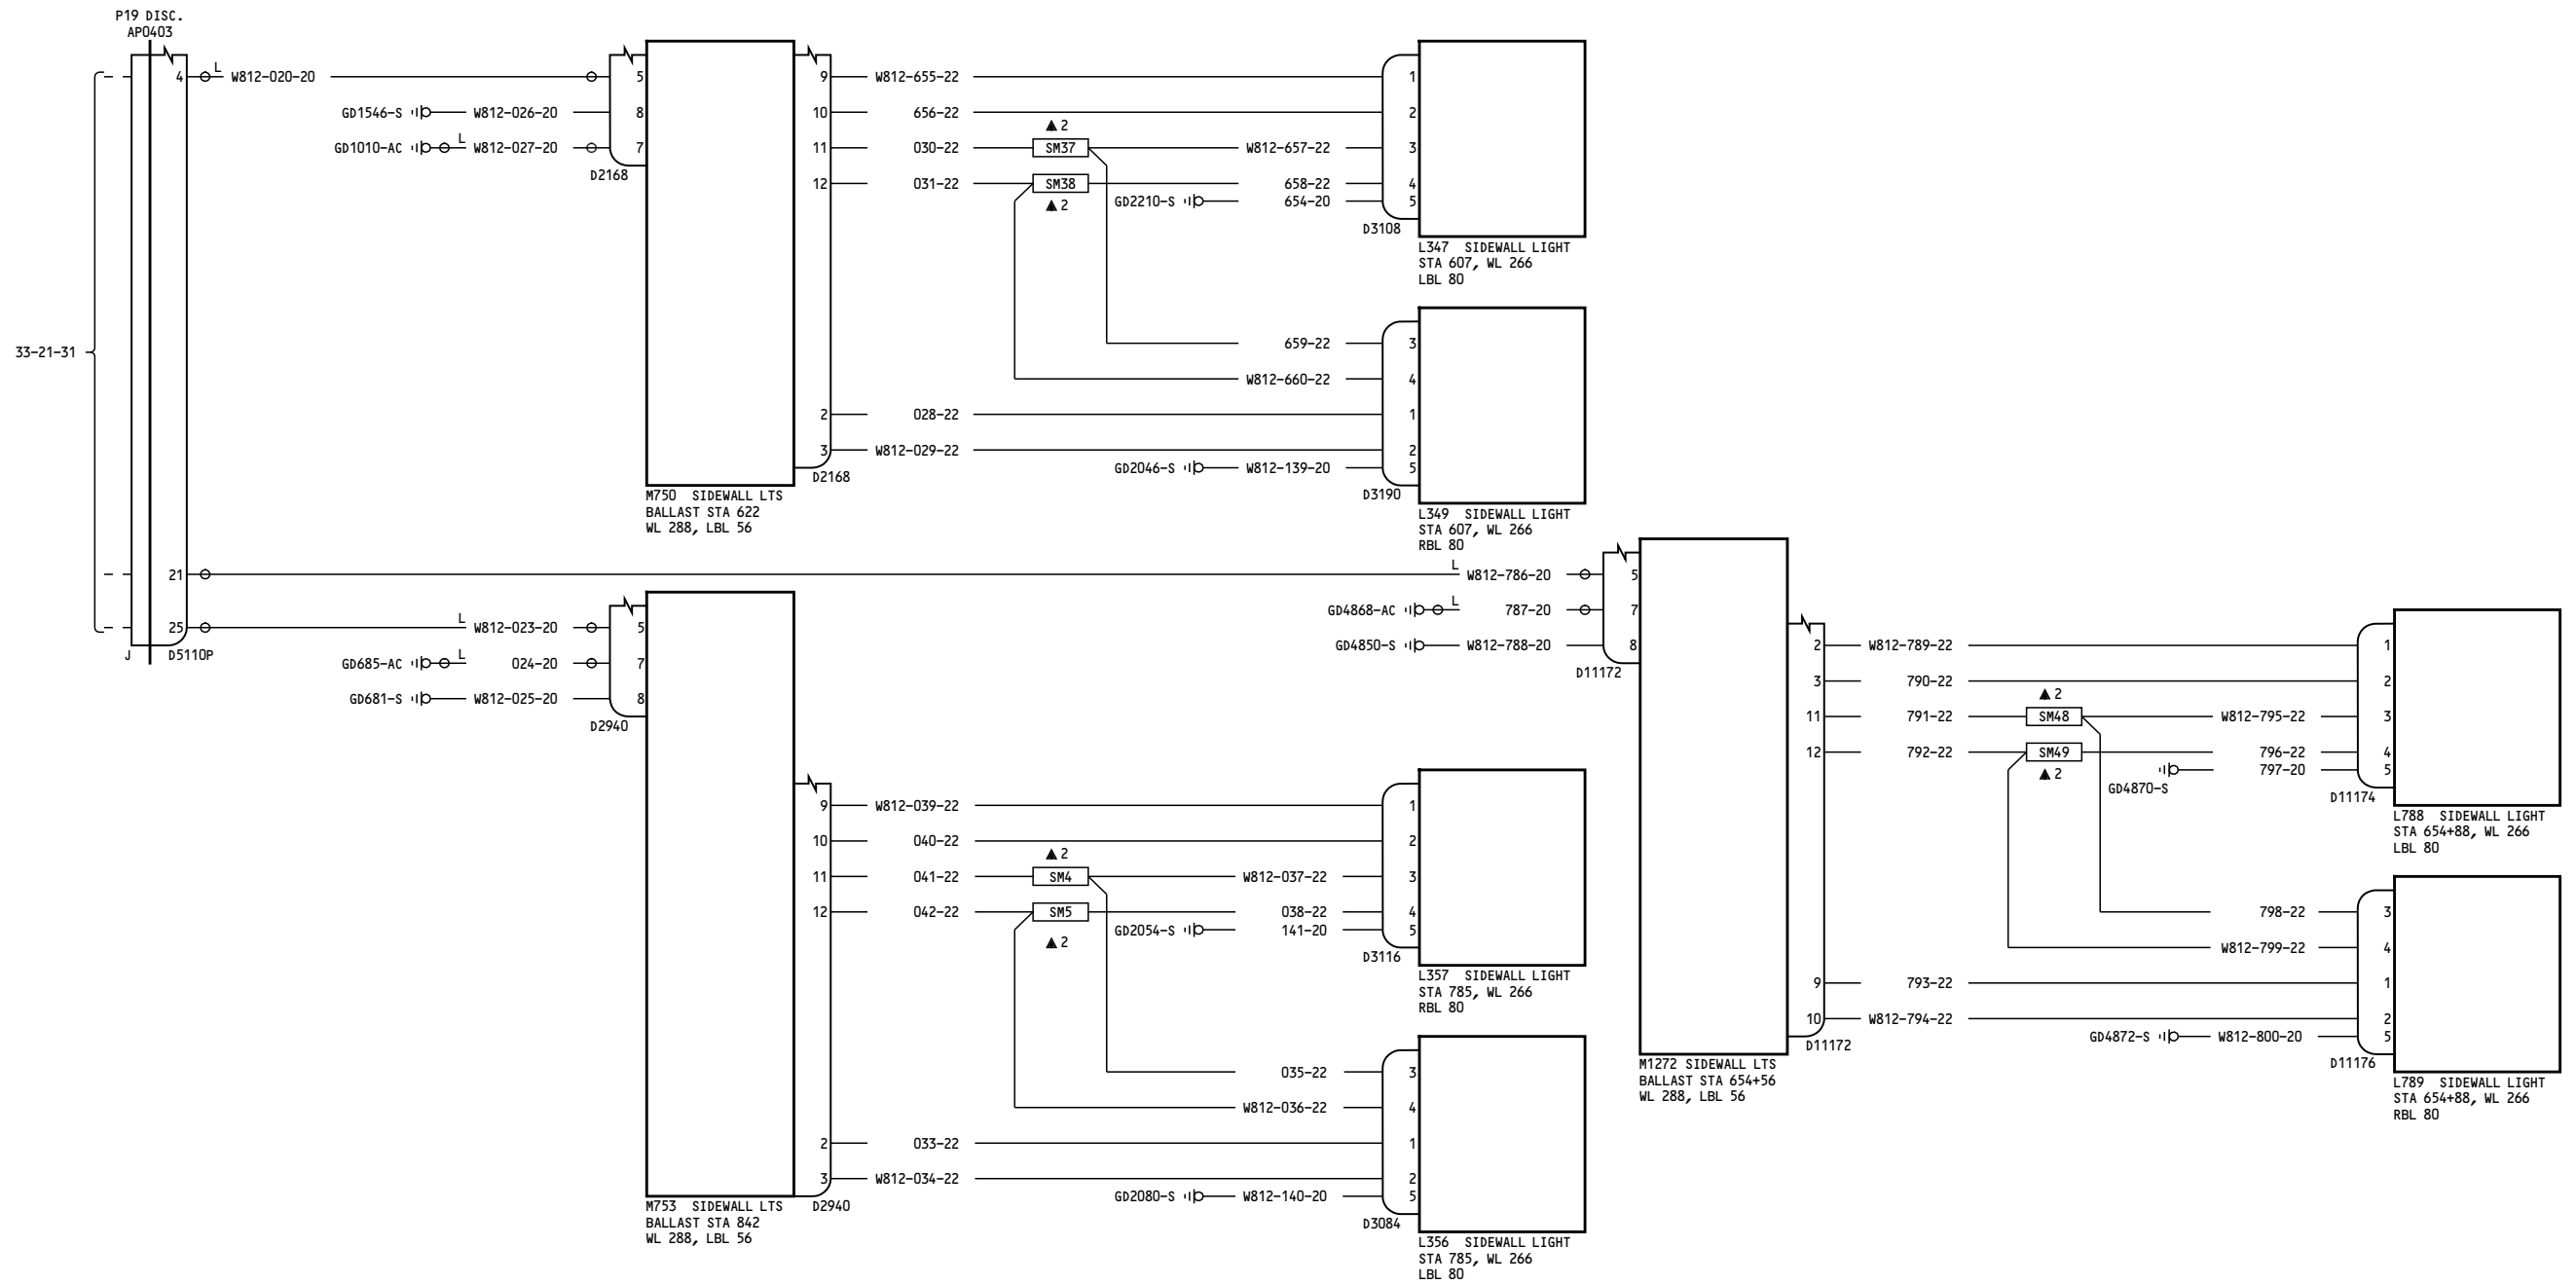 P19 DISC.
AP0403
33-21-31
4
L
W812-020-20
21
25
J
D5110P
GD1546-S
W812-026-20
GD1010-AC
L
W812-027-20
5
8
7
D2168
M750 SIDEWALL LTS
BALLAST STA 622
WL 288, LBL 56
9
W812-655-22
1
10
656-22
2
▲ 2
11
030-22
SM37
W812-657-22
3
12
031-22
SM38
658-22
4
▲ 2
GD2210-S
654-20
5
D3108
L347 SIDEWALL LIGHT
STA 607, WL 266
LBL 80
659-22
3
W812-660-22
4
2
028-22
1
3
W812-029-22
2
GD2046-S
W812-139-20
5
D2168
D3190
L349 SIDEWALL LIGHT
STA 607, WL 266
RBL 80
L
W812-786-20
5
GD4868-AC
L
787-20
7
GD4850-S
W812-788-20
8
D11172
L
W812-023-20
5
GD685-AC
L
024-20
7
GD681-S
W812-025-20
8
D2940
M753 SIDEWALL LTS
BALLAST STA 842
WL 288, LBL 56
9
W812-039-22
1
10
040-22
2
▲ 2
11
041-22
SM4
W812-037-22
3
12
042-22
SM5
038-22
4
▲ 2
GD2054-S
141-20
5
D3116
L357 SIDEWALL LIGHT
STA 785, WL 266
RBL 80
035-22
3
W812-036-22
4
2
033-22
1
3
W812-034-22
2
GD2080-S
W812-140-20
5
D2940
D3084
L356 SIDEWALL LIGHT
STA 785, WL 266
LBL 80
M1272 SIDEWALL LTS
BALLAST STA 654+56
WL 288, LBL 56
2
W812-789-22
1
3
790-22
2
▲ 2
11
791-22
SM48
W812-795-22
3
12
792-22
SM49
796-22
4
▲ 2
GD4870-S
797-20
5
D11174
L788 SIDEWALL LIGHT
STA 654+88, WL 266
LBL 80
798-22
3
W812-799-22
4
9
793-22
1
10
W812-794-22
2
GD4872-S
W812-800-20
5
D11172
D11176
L789 SIDEWALL LIGHT
STA 654+88, WL 266
RBL 80